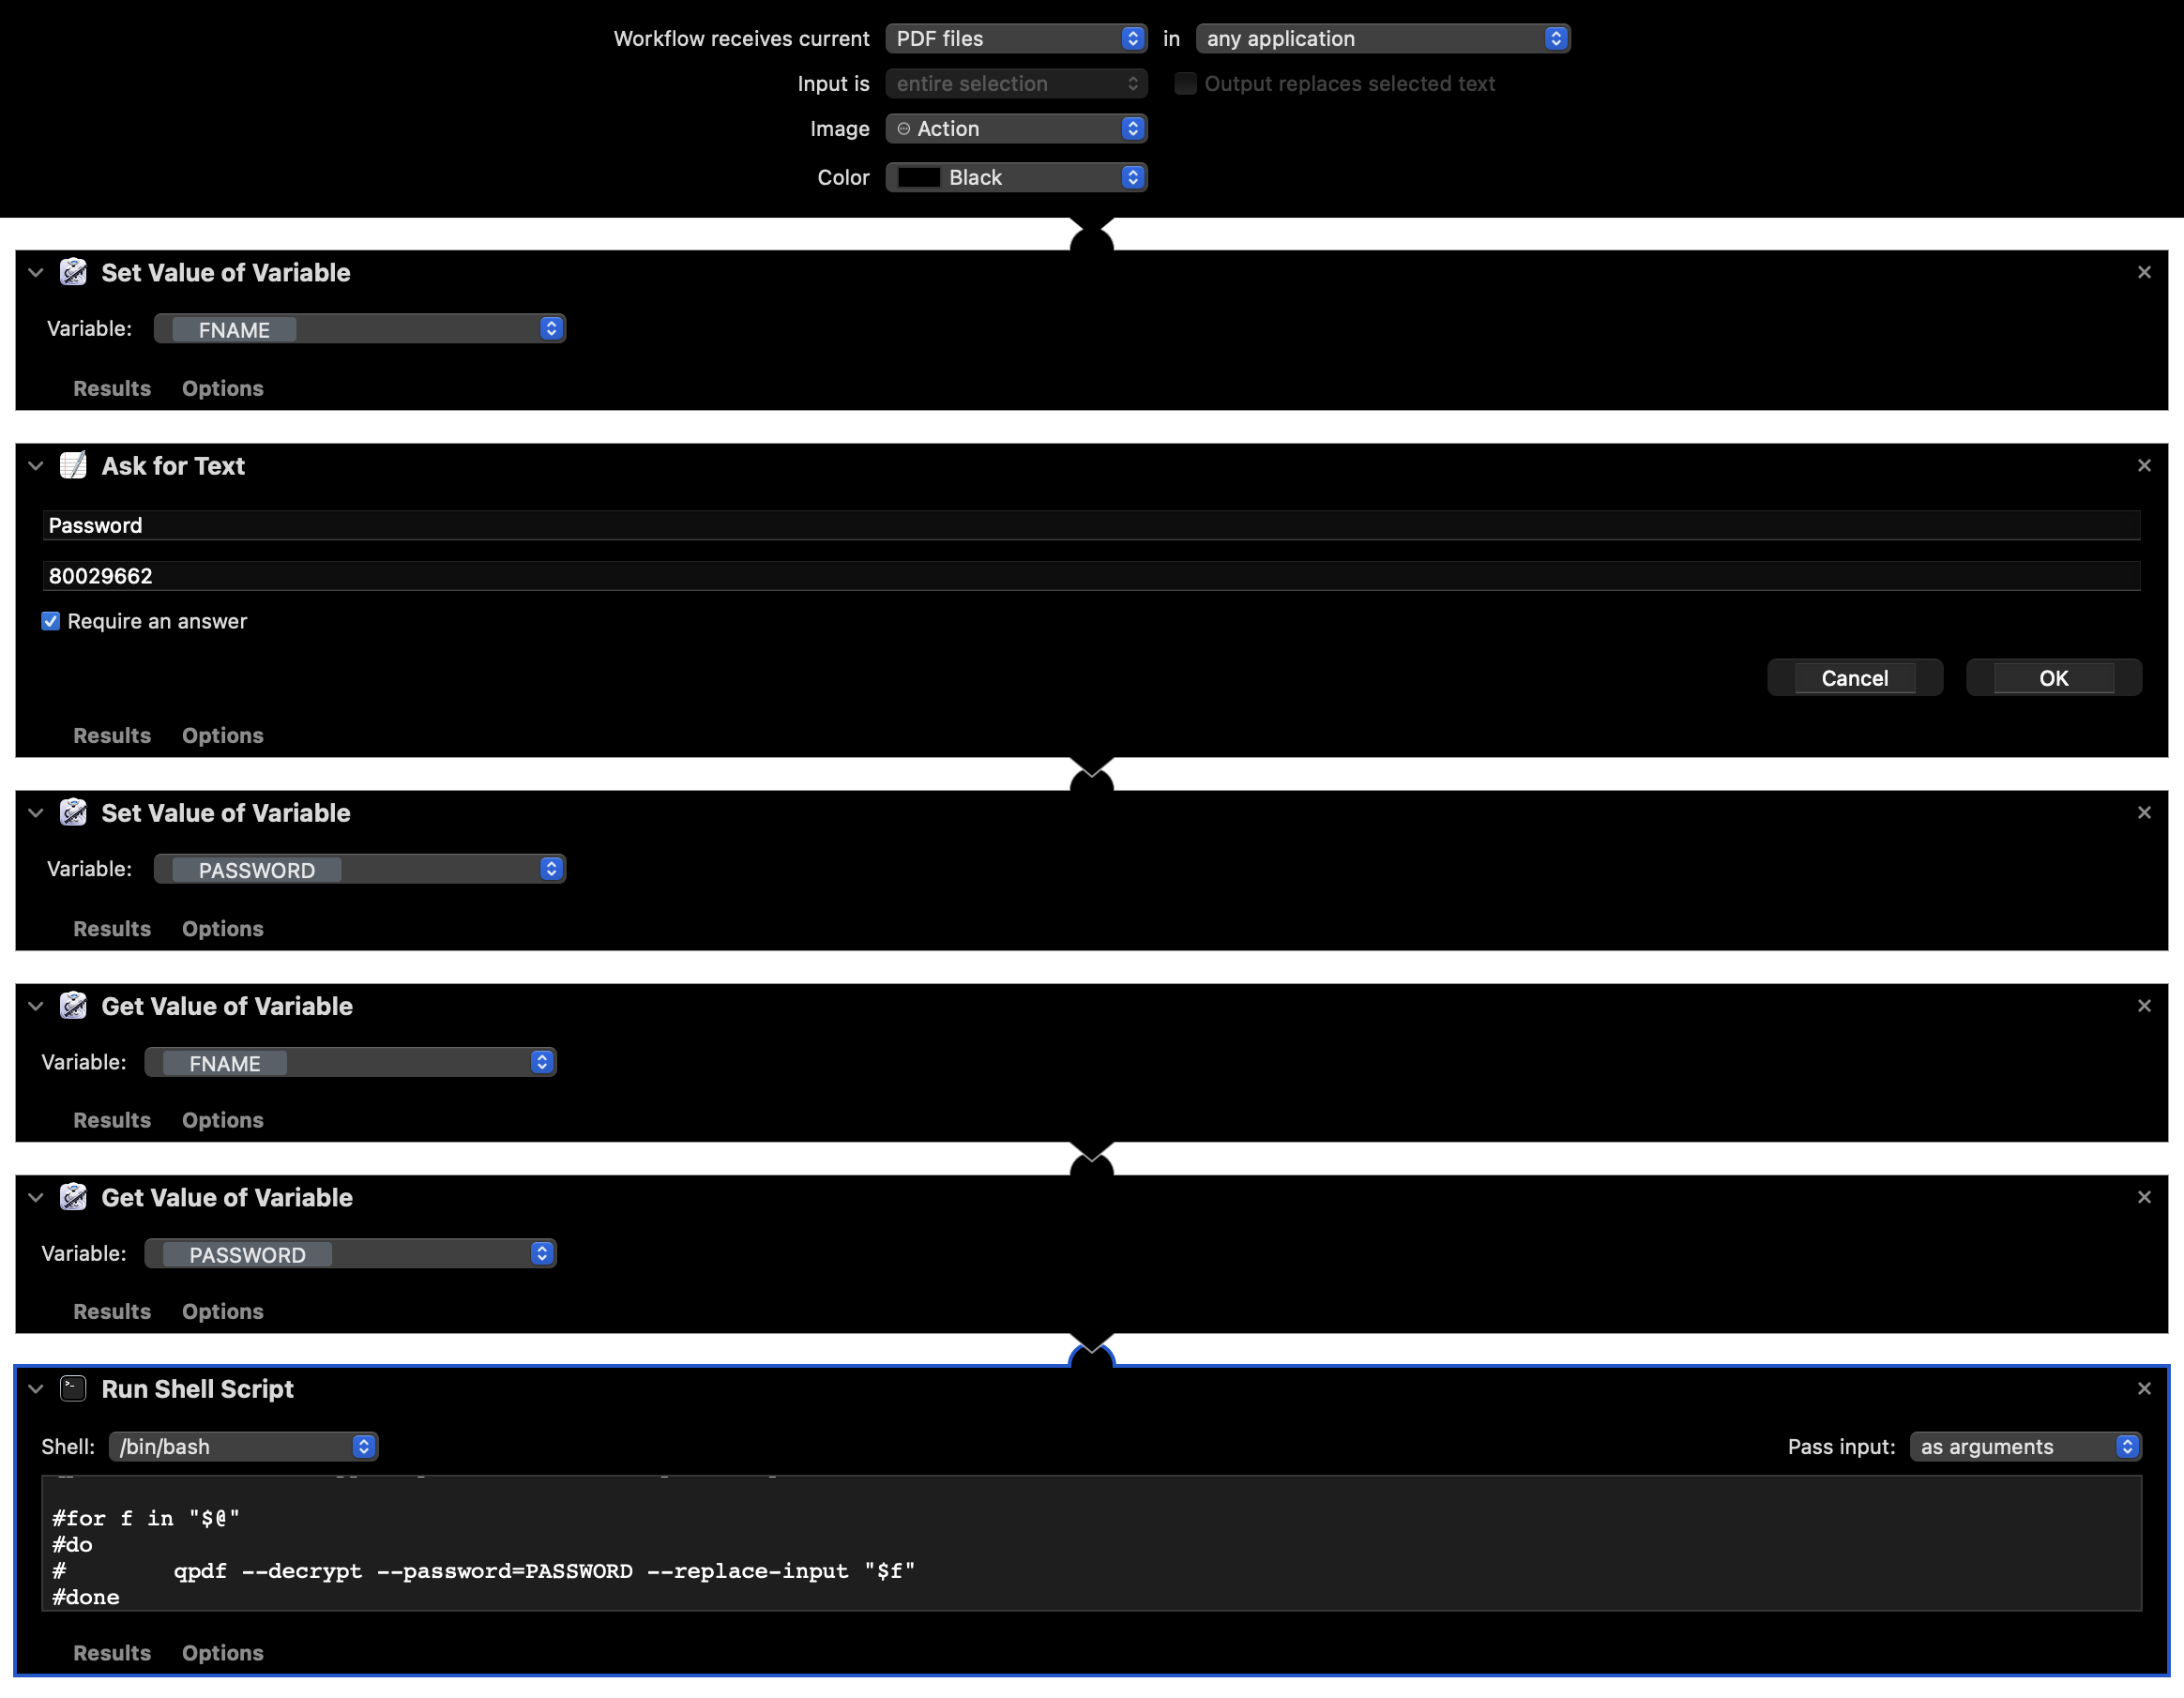 Workflow receives current PDF files in any application
Input is entire selection Output replaces selected text
Image Action
Color Black
Set Value of Variable
Variable: FNAME
Results Options
Ask for Text
Password
80029662
Require an answer
Cancel OK
Results Options
Set Value of Variable
Variable: PASSWORD
Results Options
Get Value of Variable
Variable: FNAME
Results Options
Get Value of Variable
Variable: PASSWORD
Results Options
Run Shell Script
Shell: /bin/bash Pass input: as arguments
#for f in "$@"
#do
# qpdf --decrypt --password=PASSWORD --replace-input "$f"
#done
Results Options